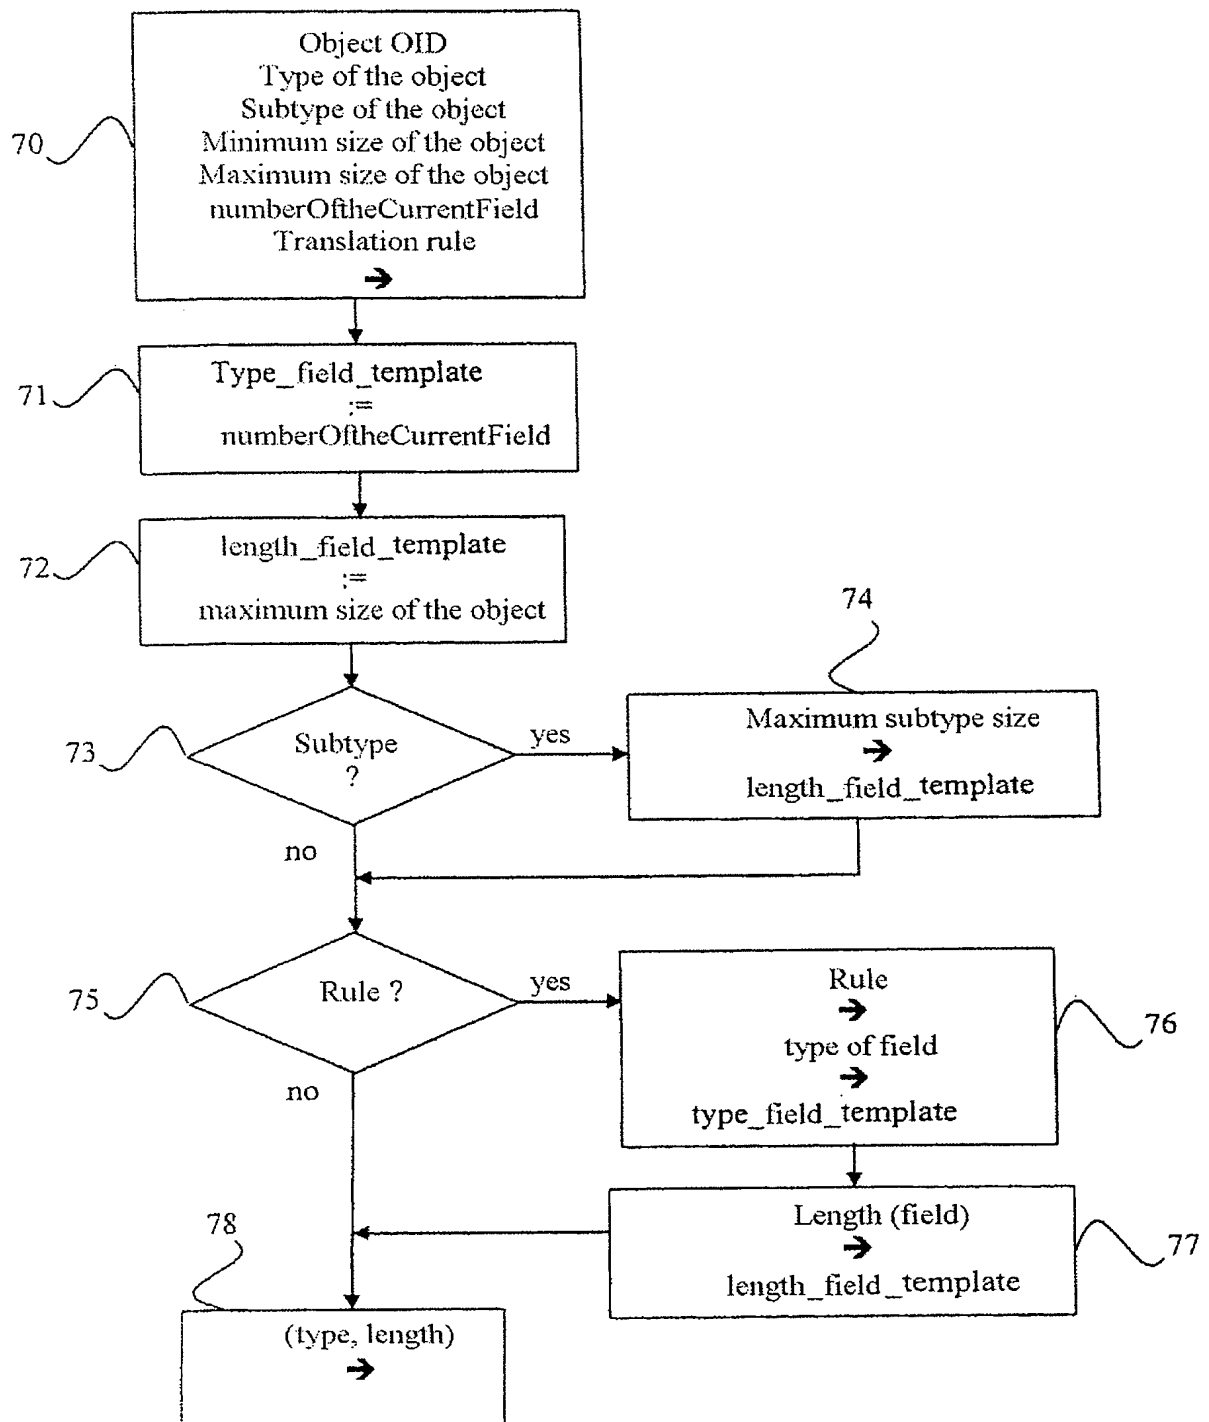 Object OID
Type of the object
Subtype of the object
70
Minimum size of the object
Maximum size of the object
numberOftheCurrentField
Translation rule
→
71
Type_field_template
:=
numberOftheCurrentField
72
length_field_template
:=
maximum size of the object
74
73
Subtype
?
yes
no
Maximum subtype size
→
length_field_template
75
Rule ?
yes
no
Rule
→
type of field
→
type_field_template
76
Length (field)
→
length_field_template
77
78
(type, length)
→